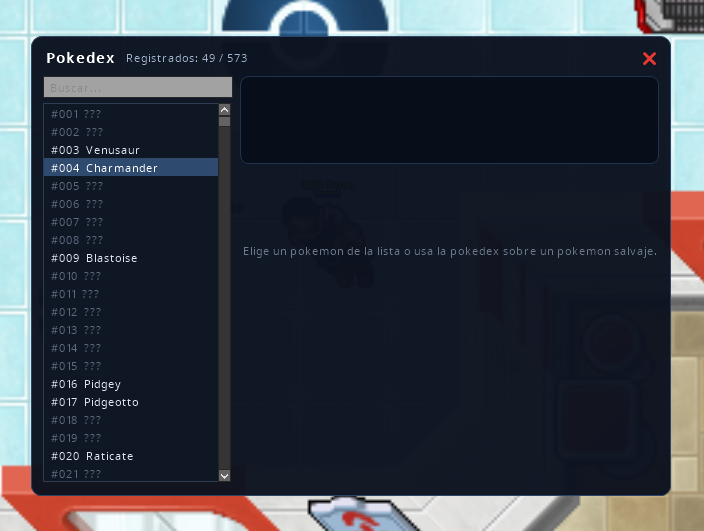 Pokedex Registrados: 49 / 573
Buscar...
#001 ???
#002 ???
#003 Venusaur
#004 Charmander
#005 ???
#006 ???
#007 ???
#008 ???
#009 Blastoise
#010 ???
#011 ???
#012 ???
#013 ???
#014 ???
#015 ???
#016 Pidgey
#017 Pidgeotto
#018 ???
#019 ???
#020 Raticate
#021 ???
Elige un pokemon de la lista o usa la pokedex sobre un pokemon salvaje.